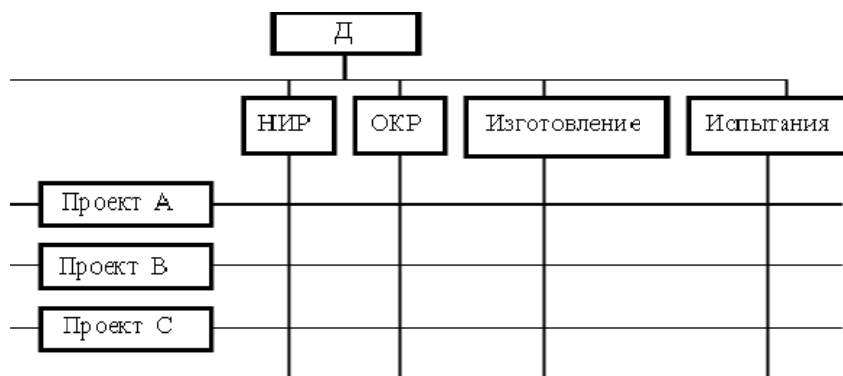 Д
НИР
ОКР
Изготовление
Испытания
Проект А
Проект В
Проект С